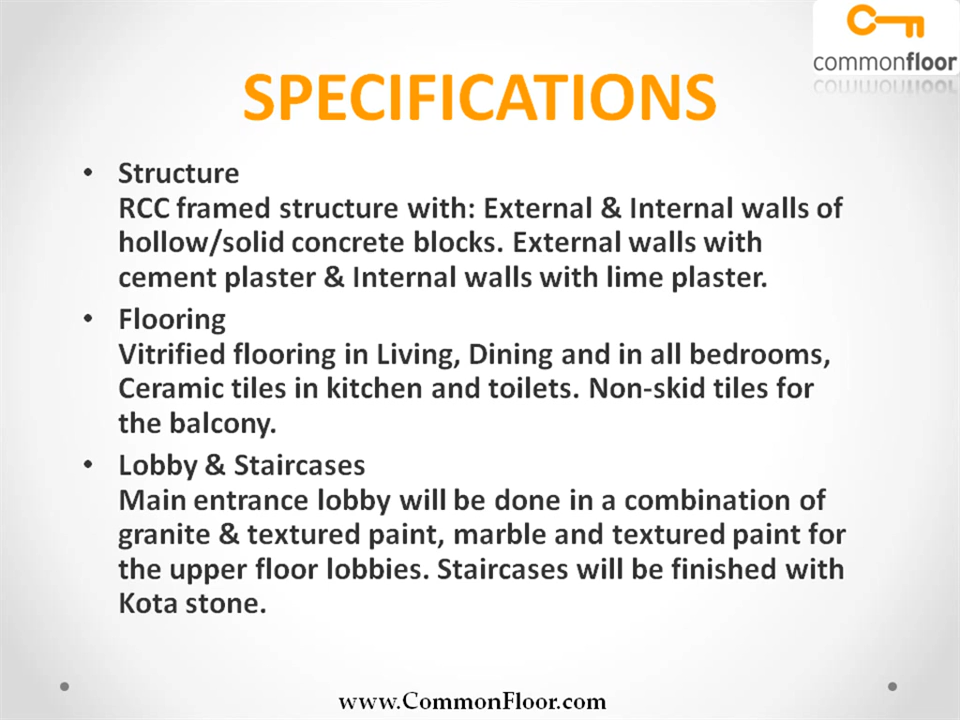 commonfloor
SPECIFICATIONS
• Structure
RCC framed structure with: External & Internal walls of
hollow/solid concrete blocks. External walls with
cement plaster & Internal walls with lime plaster.
• Flooring
Vitrified flooring in Living, Dining and in all bedrooms,
Ceramic tiles in kitchen and toilets. Non-skid tiles for
the balcony.
• Lobby & Staircases
Main entrance lobby will be done in a combination of
granite & textured paint, marble and textured paint for
the upper floor lobbies. Staircases will be finished with
Kota stone.
www.CommonFloor.com